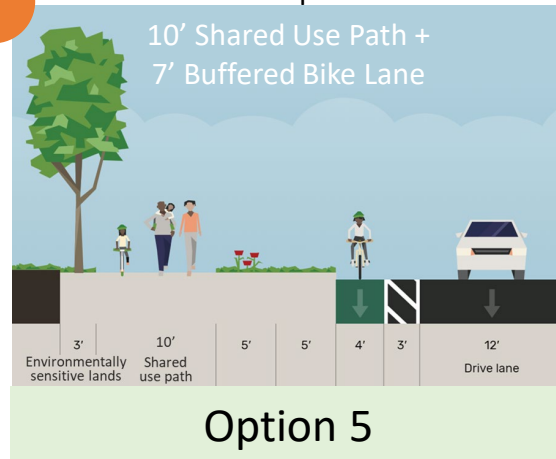 10’ Shared Use Path +
7’ Buffered Bike Lane
3’ 10’ 5’ 5’ 4’ 3’ 12’
Environmentally sensitive lands
Shared use path
Drive lane
Option 5